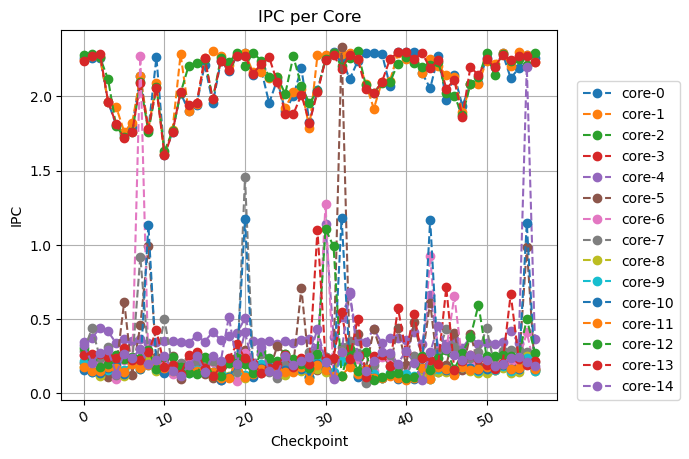 IPC per Core
IPC
2.0
1.5
1.0
0.5
0.0
0
10
20
30
40
50
Checkpoint
core-0
core-1
core-2
core-3
core-4
core-5
core-6
core-7
core-8
core-9
core-10
core-11
core-12
core-13
core-14